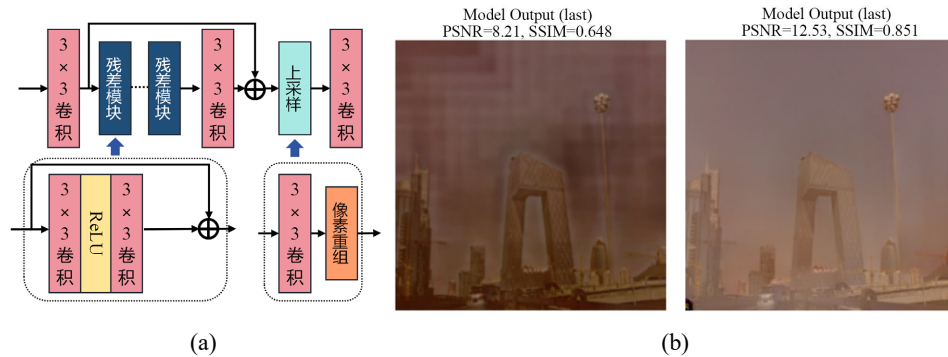 3×3卷积
残差模块
残差模块
3×3卷积
上采样
3×3卷积
3×3卷积
ReLU
3×3卷积
3×3卷积
像素重组
(a)
Model Output (last)
PSNR=8.21, SSIM=0.648
Model Output (last)
PSNR=12.53, SSIM=0.851
(b)